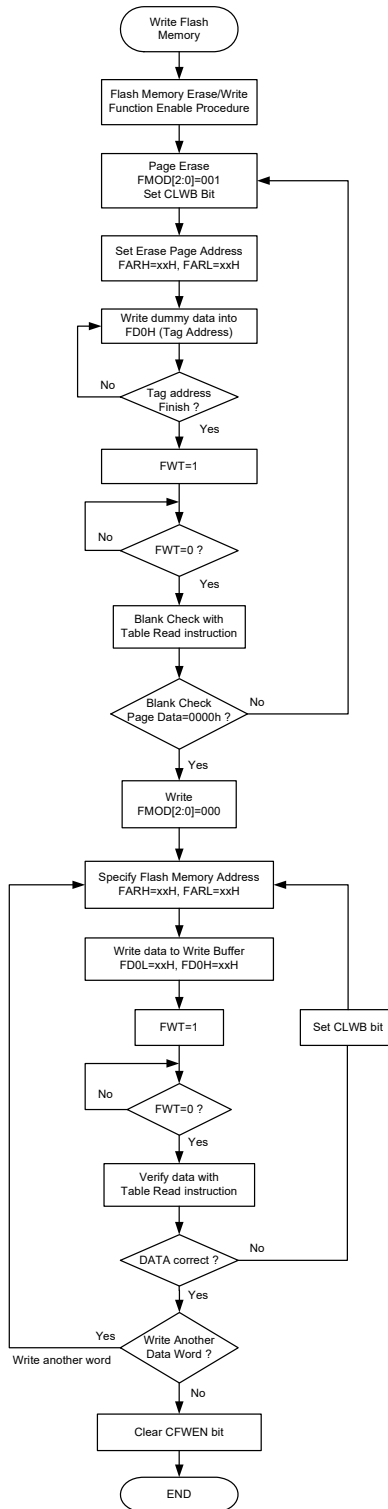 Write Flash
Memory
Flash Memory Erase/Write
Function Enable Procedure
Page Erase
FMOD[2:0]=001
Set CLWB Bit
Set Erase Page Address
FARH=xxH, FARL=xxH
Write dummy data into
FD0H (Tag Address)
No
Tag address
Finish ?
Yes
FWT=1
No
FWT=0 ?
Yes
Blank Check with
Table Read instruction
Blank Check
Page Data=0000h ?
No
Yes
Write
FMOD[2:0]=000
Specify Flash Memory Address
FARH=xxH, FARL=xxH
Write data to Write Buffer
FD0L=xxH, FD0H=xxH
FWT=1
Set CLWB bit
No
FWT=0 ?
Yes
Verify data with
Table Read instruction
DATA correct ?
No
Yes
Yes
Write another word
Write Another
Data Word ?
No
Clear CFWEN bit
END